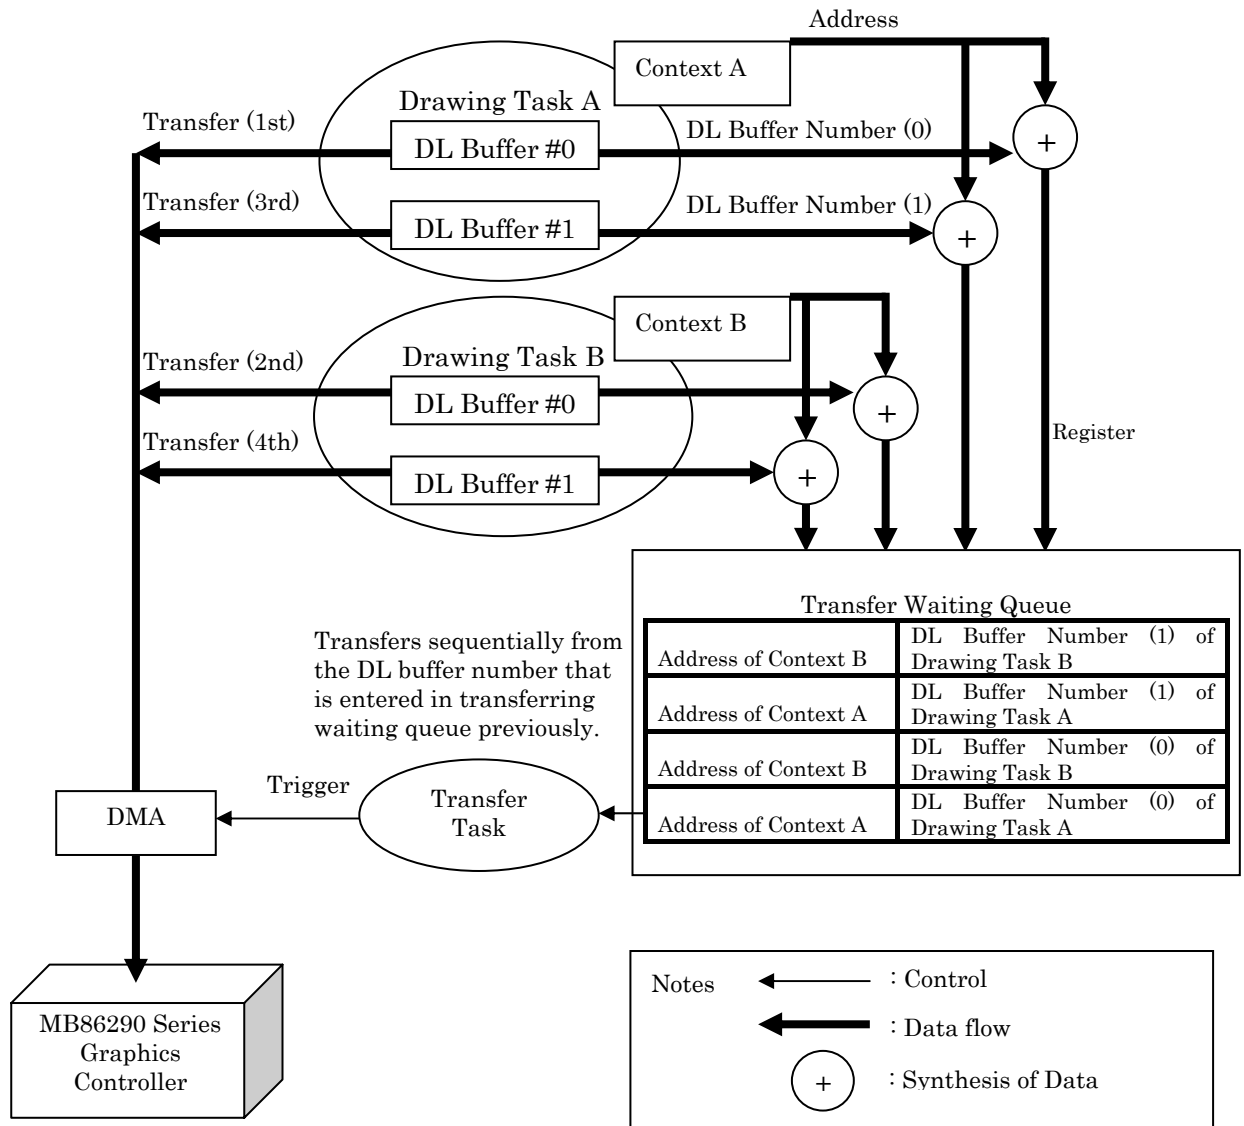 Address
Context A
Drawing Task A
Transfer (1st)
DL Buffer #0
DL Buffer Number (0)
+
Transfer (3rd)
DL Buffer #1
DL Buffer Number (1)
+
Context B
Drawing Task B
Transfer (2nd)
DL Buffer #0
+
Transfer (4th)
DL Buffer #1
+
Register
Transfer Waiting Queue
Address of Context B
DL Buffer Number (1) of
Drawing Task B
Address of Context A
DL Buffer Number (1) of
Drawing Task A
Address of Context B
DL Buffer Number (0) of
Drawing Task B
Address of Context A
DL Buffer Number (0) of
Drawing Task A
Transfers sequentially from
the DL buffer number that
is entered in transferring
waiting queue previously.
Trigger
Transfer
Task
DMA
MB86290 Series
Graphics
Controller
Notes
: Control
: Data flow
+
: Synthesis of Data